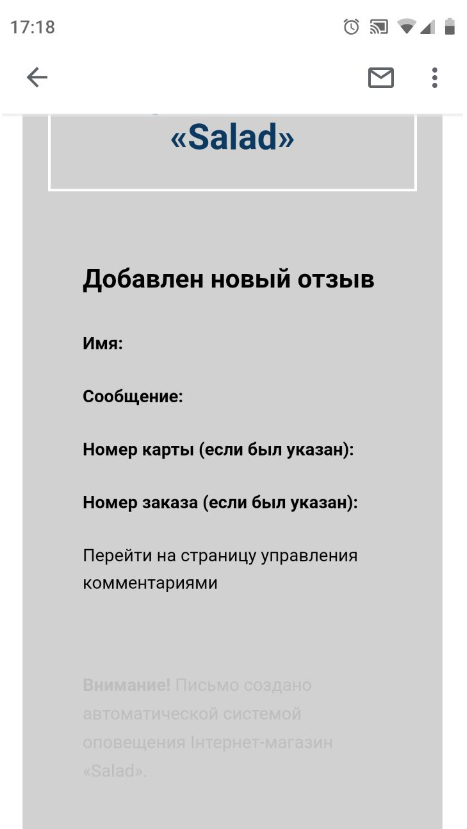 17:18
«Salad»
Добавлен новый отзыв
Имя:
Сообщение:
Номер карты (если был указан):
Номер заказа (если был указан):
Перейти на страницу управления
комментариями
Внимание! Письмо создано
автоматической системой
оповещения Інтернет-магазин
«Salad».